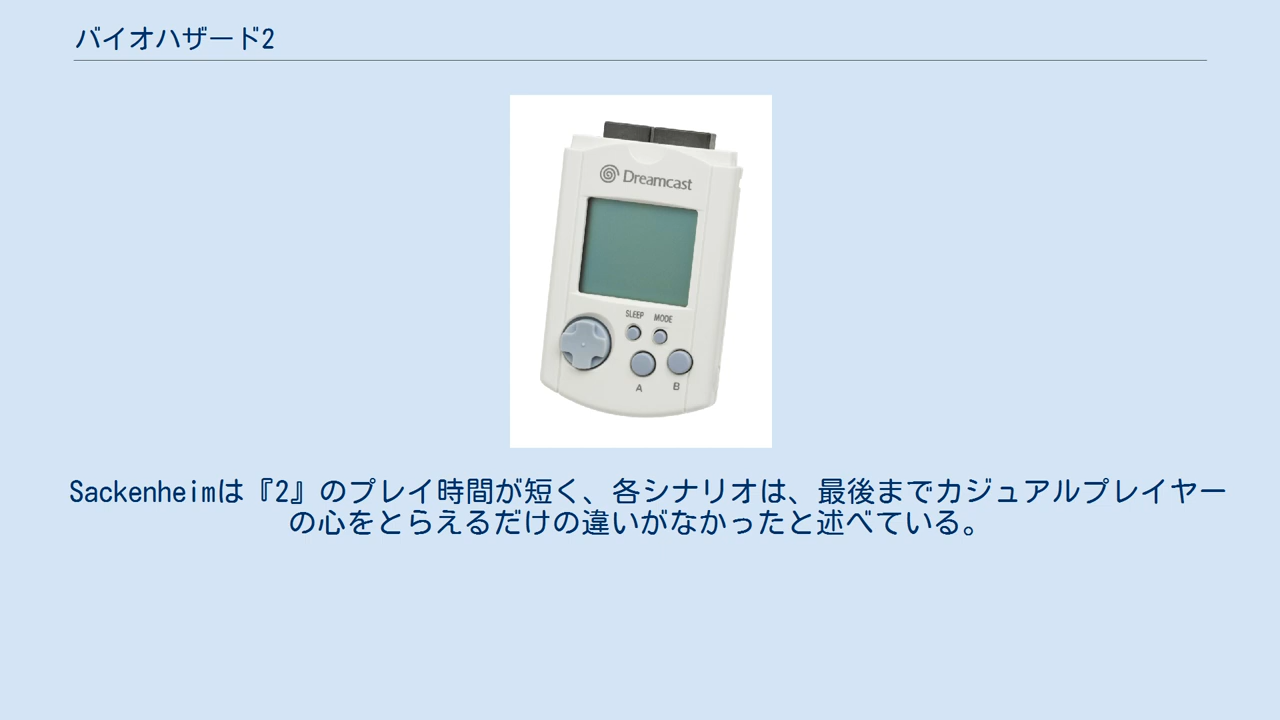 バイオハザード2
Dreamcast
SLEEP MODE
A B
Sackenheimは『2』のプレイ時間が短く、各シナリオは、最後までカジュアルプレイヤー
の心をとらえるだけの違いがなかったと述べている。